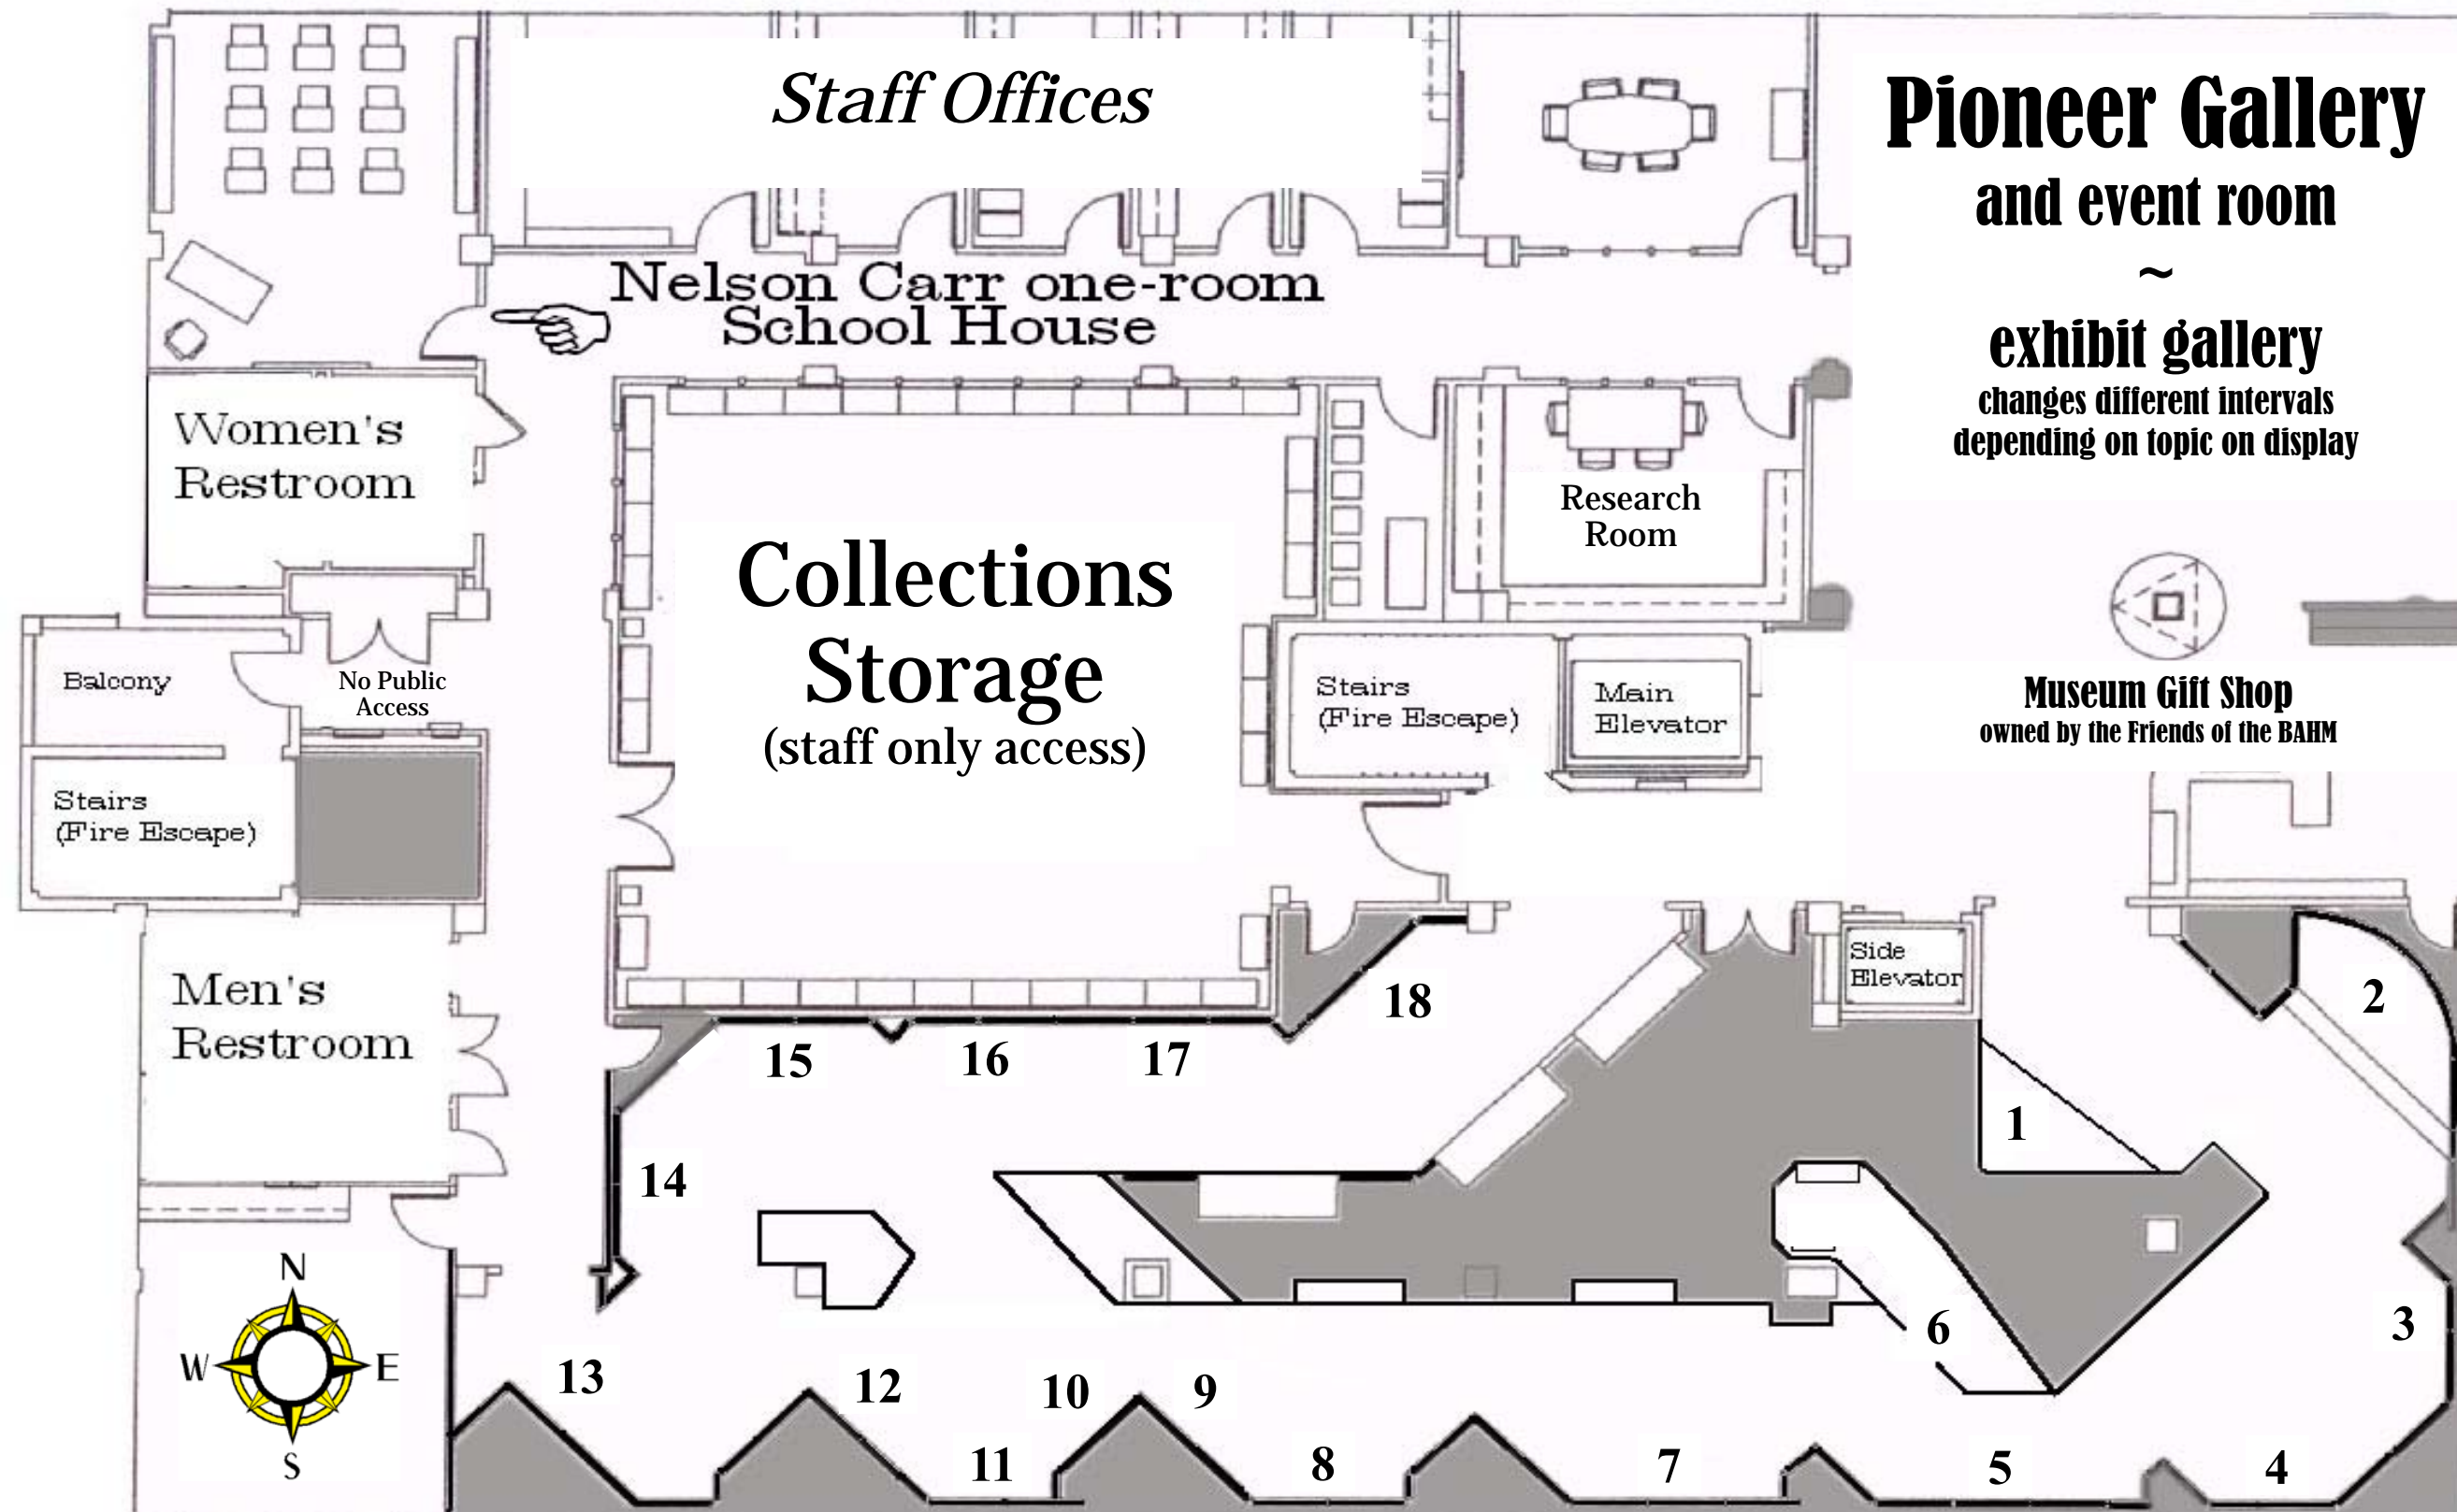 Staff Offices
Pioneer Gallery
and event room
~
exhibit gallery
changes different intervals
depending on topic on display
Nelson Carr one-room
School House
Women's
Restroom
Research
Room
Collections
Storage
(staff only access)
Balcony
No Public
Access
Stairs
(Fire Escape)
Main
Elevator
Museum Gift Shop
owned by the Friends of the BAHM
Stairs
(Fire Escape)
Men's
Restroom
Side
Elevator
18
2
15
16
17
1
14
N
W
E
S
13
12
10
9
6
3
11
8
7
5
4